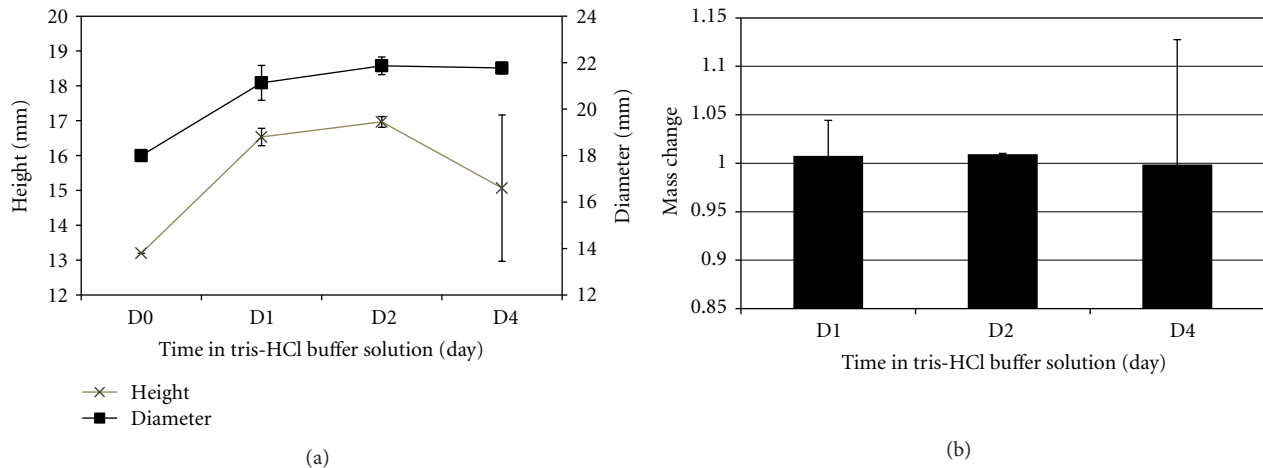 20
19
18
17
16
15
14
13
12
Height (mm)
24
22
20
18
16
14
12
Diameter (mm)
D0 D1 D2 D4
Time in tris-HCl buffer solution (day)
Height
Diameter
(a)
1.15
1.1
1.05
1
0.95
0.9
0.85
Mass change
D1 D2 D4
Time in tris-HCl buffer solution (day)
(b)